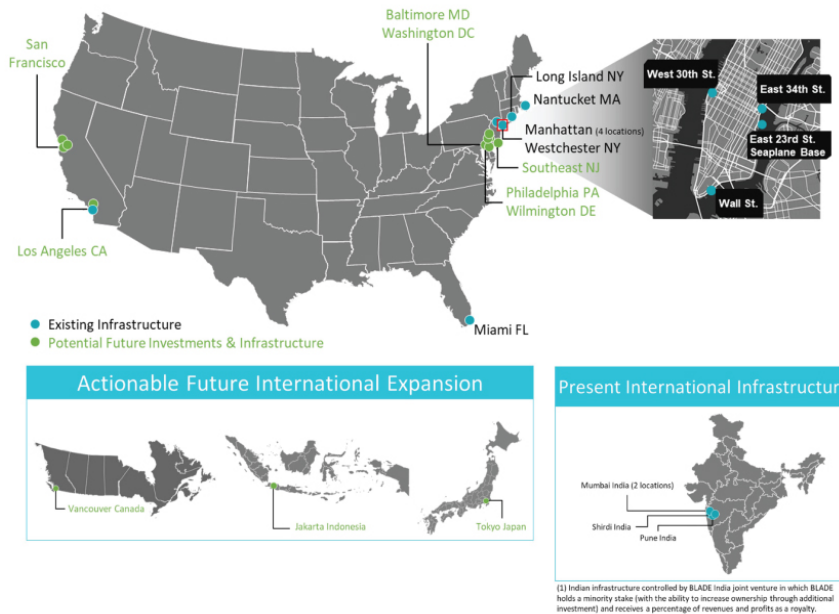 Baltimore MD
Washington DC
San
Francisco
Long Island NY
Nantucket MA
Manhattan (4 locations)
Westchester NY
Southeast NJ
Philadelphia PA
Wilmington DE
Los Angeles CA
Miami FL
West 30th St.
East 34th St.
East 23rd St.
Seaplane Base
Wall St.
Existing Infrastructure
Potential Future Investments & Infrastructure
Actionable Future International Expansion
Vancouver Canada
Jakarta Indonesia
Tokyo Japan
Present International Infrastructur
Mumbai India (2 locations)
Shirdi India
Pune India
(1) Indian infrastructure controlled by BLADE India joint venture in which BLADE
holds a minority stake (with the ability to increase ownership through additional
investment) and receives a percentage of revenues and profits as a royalty.